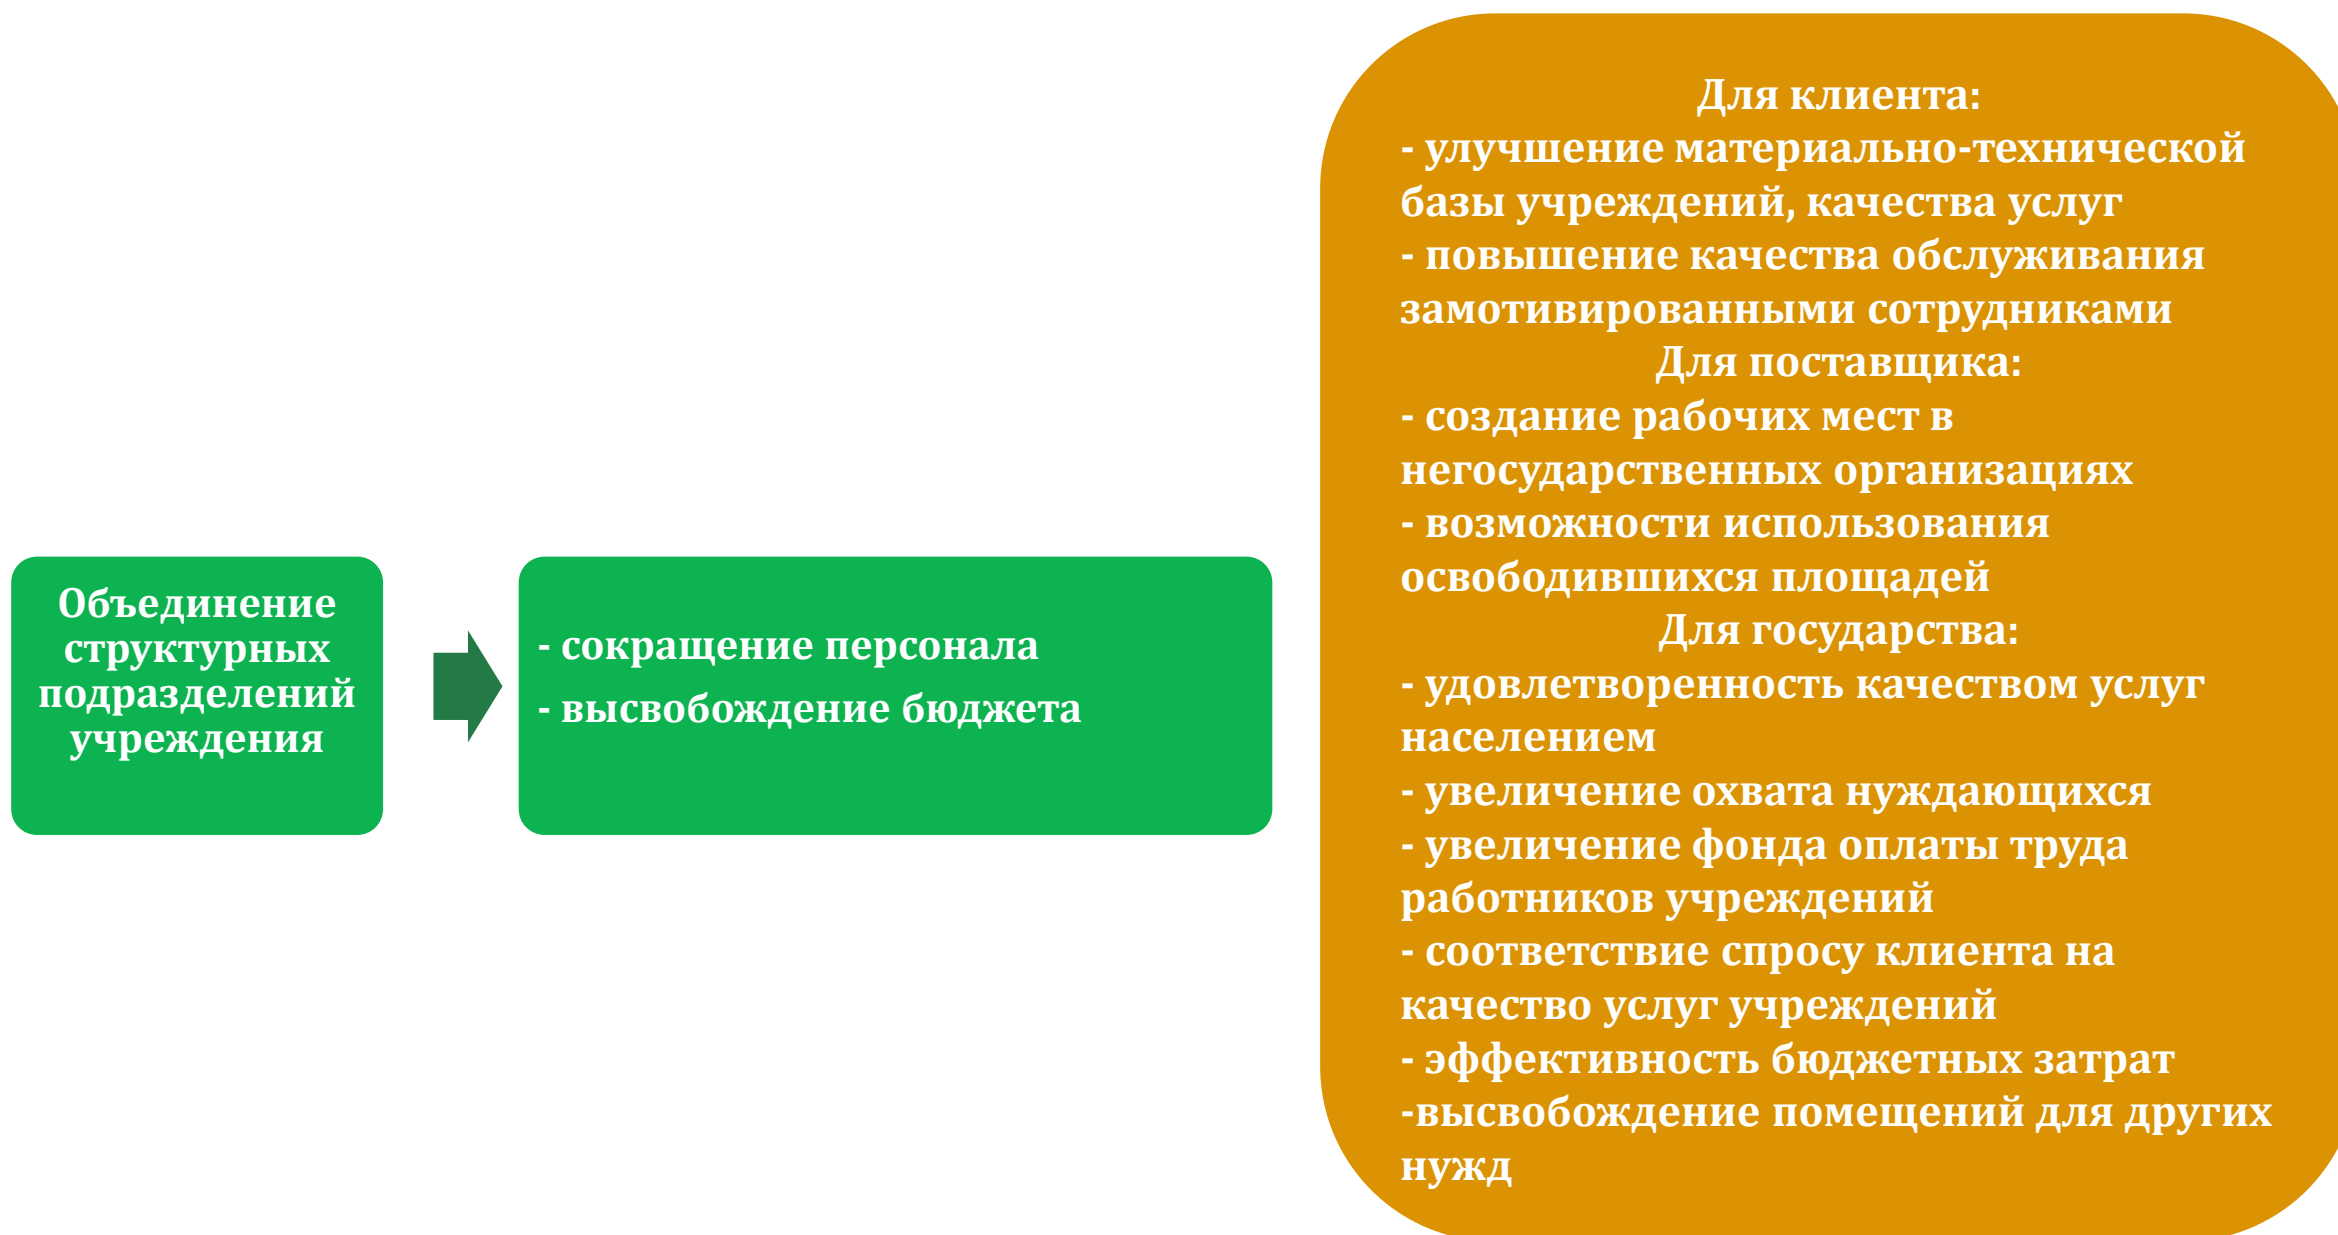 Объединение
структурных
подразделений
учреждения
- сокращение персонала
- высвобождение бюджета
Для клиента:
- улучшение материально-технической
базы учреждений, качества услуг
- повышение качества обслуживания
замотивированными сотрудниками
Для поставщика:
- создание рабочих мест в
негосударственных организациях
- возможности использования
освободившихся площадей
Для государства:
- удовлетворенность качеством услуг
населением
- увеличение охвата нуждающихся
- увеличение фонда оплаты труда
работников учреждений
- соответствие спросу клиента на
качество услуг учреждений
- эффективность бюджетных затрат
-высвобождение помещений для других
нужд